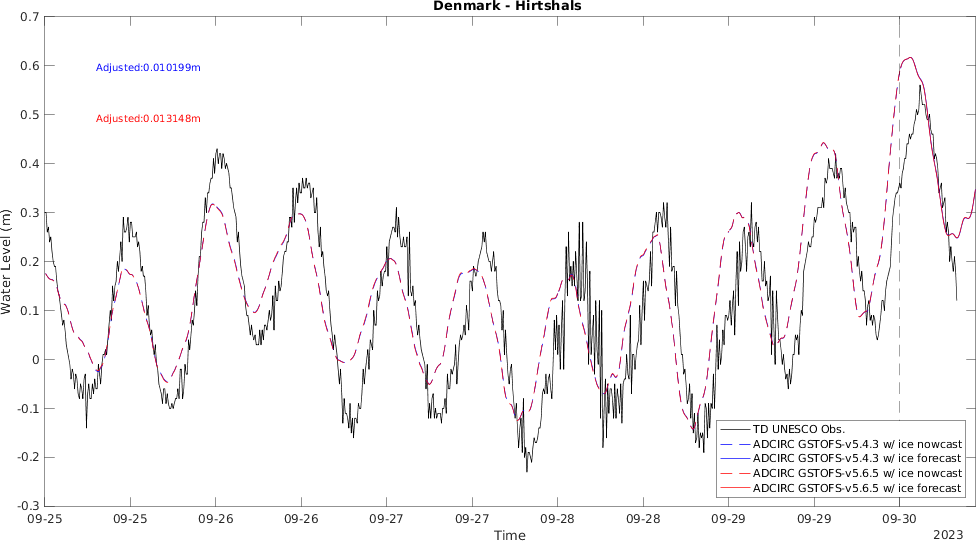 Denmark - Hirtshals
0.7
0.6
0.5
0.4
0.3
0.2
0.1
0
-0.1
-0.2
-0.3
Water Level (m)
Adjusted:0.010199m
Adjusted:0.013148m
TD UNESCO Obs.
ADCIRC GSTOFS-v5.4.3 w/ ice nowcast
ADCIRC GSTOFS-v5.4.3 w/ ice forecast
ADCIRC GSTOFS-v5.6.5 w/ ice nowcast
ADCIRC GSTOFS-v5.6.5 w/ ice forecast
09-25 09-25 09-26 09-26 09-27 09-27 09-28 09-28 09-29 09-29 09-30
Time
2023